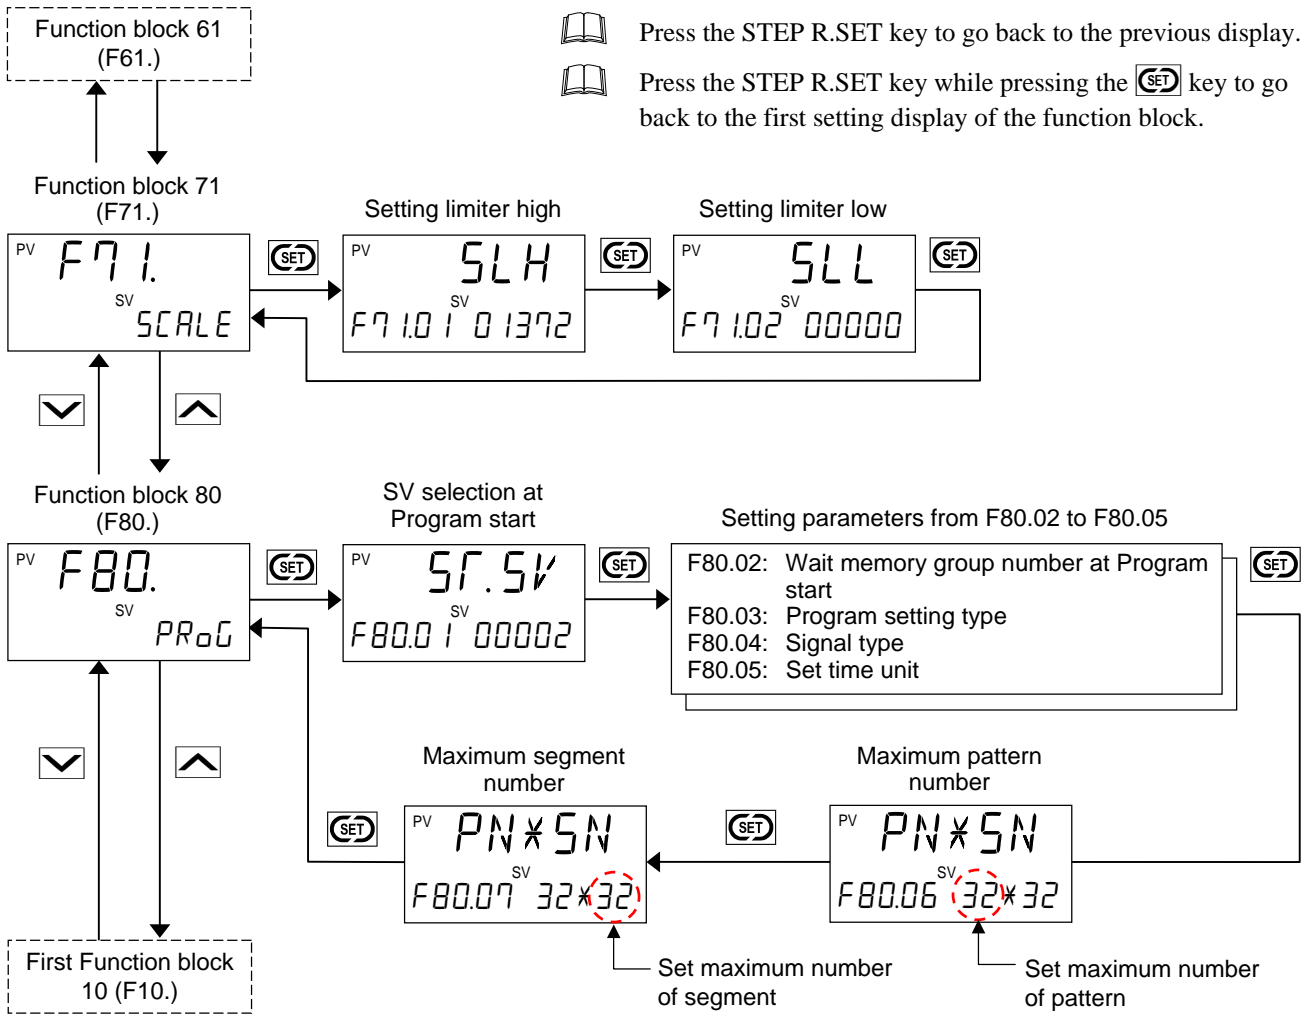 Function block 61
(F61.)
Press the STEP R.SET key to go back to the previous display.
Press the STEP R.SET key while pressing the SET key to go
back to the first setting display of the function block.
Function block 71
(F71.)
Setting limiter high
Setting limiter low
PV F71.
SV
SCALE
SET
PV SLH
SV
F71.01 01372
SET
PV SLL
SV
F71.02 00000
SET
Function block 80
(F80.)
SV selection at
Program start
Setting parameters from F80.02 to F80.05
PV F80.
SV
PRoG
SET
PV ST.SV
SV
F80.01 00002
SET
F80.02: Wait memory group number at Program
start
F80.03: Program setting type
F80.04: Signal type
F80.05: Set time unit
SET
Maximum segment
number
Maximum pattern
number
SET
PV PN*SN
SV
F80.07 32*32
SET
PV PN*SN
SV
F80.06 32*32
First Function block
10 (F10.)
Set maximum number
of segment
Set maximum number
of pattern